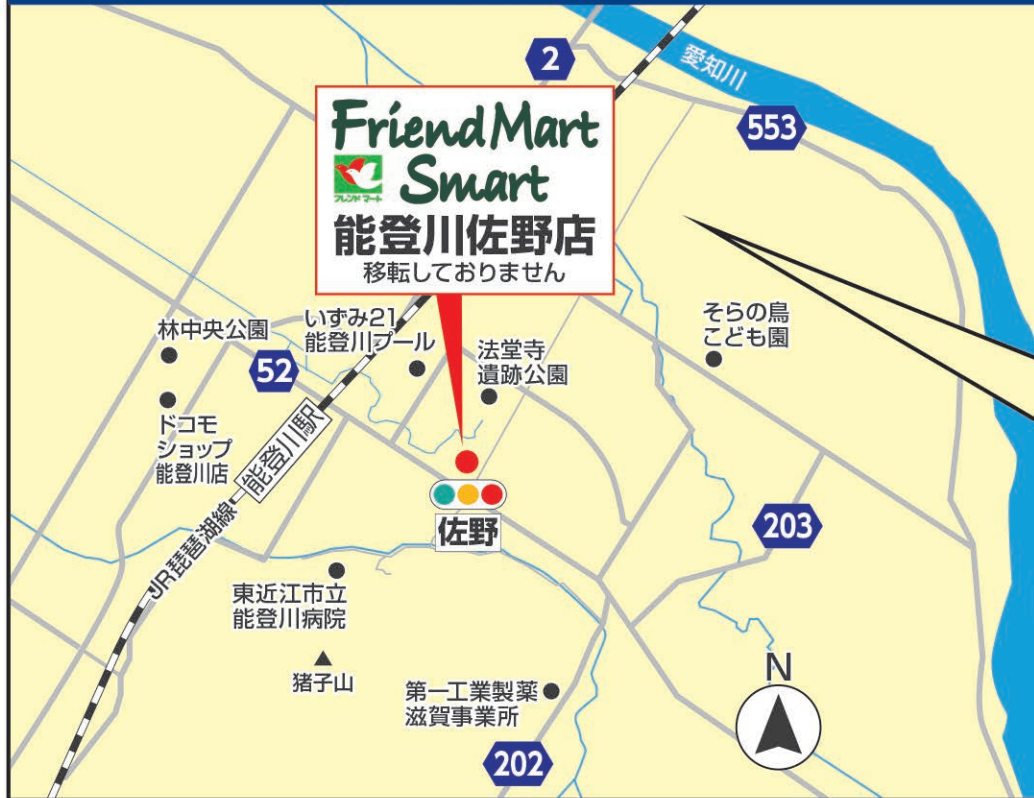 2
愛知川
553
FriendMart
Smart
フレンドマート
能登川佐野店
移転しておりません
林中央公園
いずみ21
能登川プール
法堂寺
遺跡公園
そらの鳥
こども園
52
ドコモ
ショップ
能登川店
能登川駅
JR琵琶湖線
佐野
203
東近江市立
能登川病院
猪子山
第一工業製薬
滋賀事業所
N
202